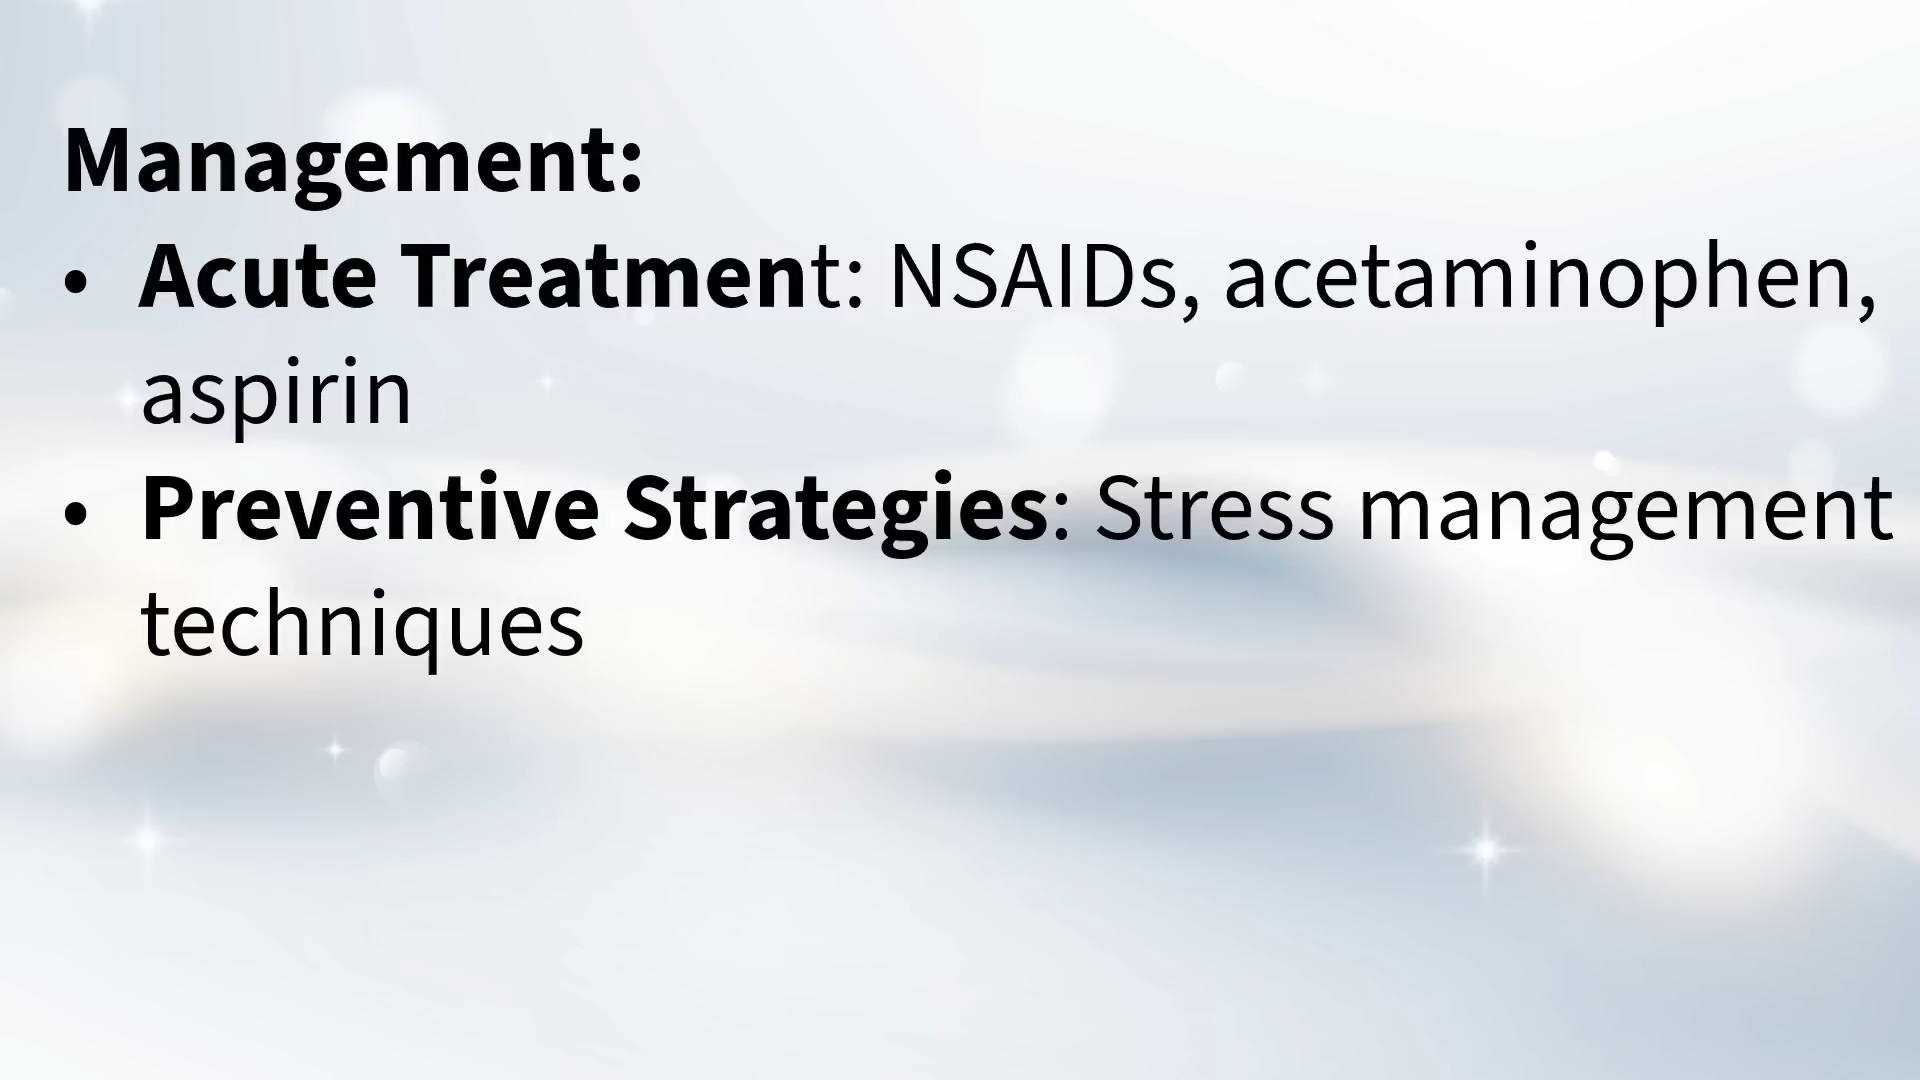 Management:
• Acute Treatment: NSAIDs, acetaminophen,
aspirin
• Preventive Strategies: Stress management
techniques